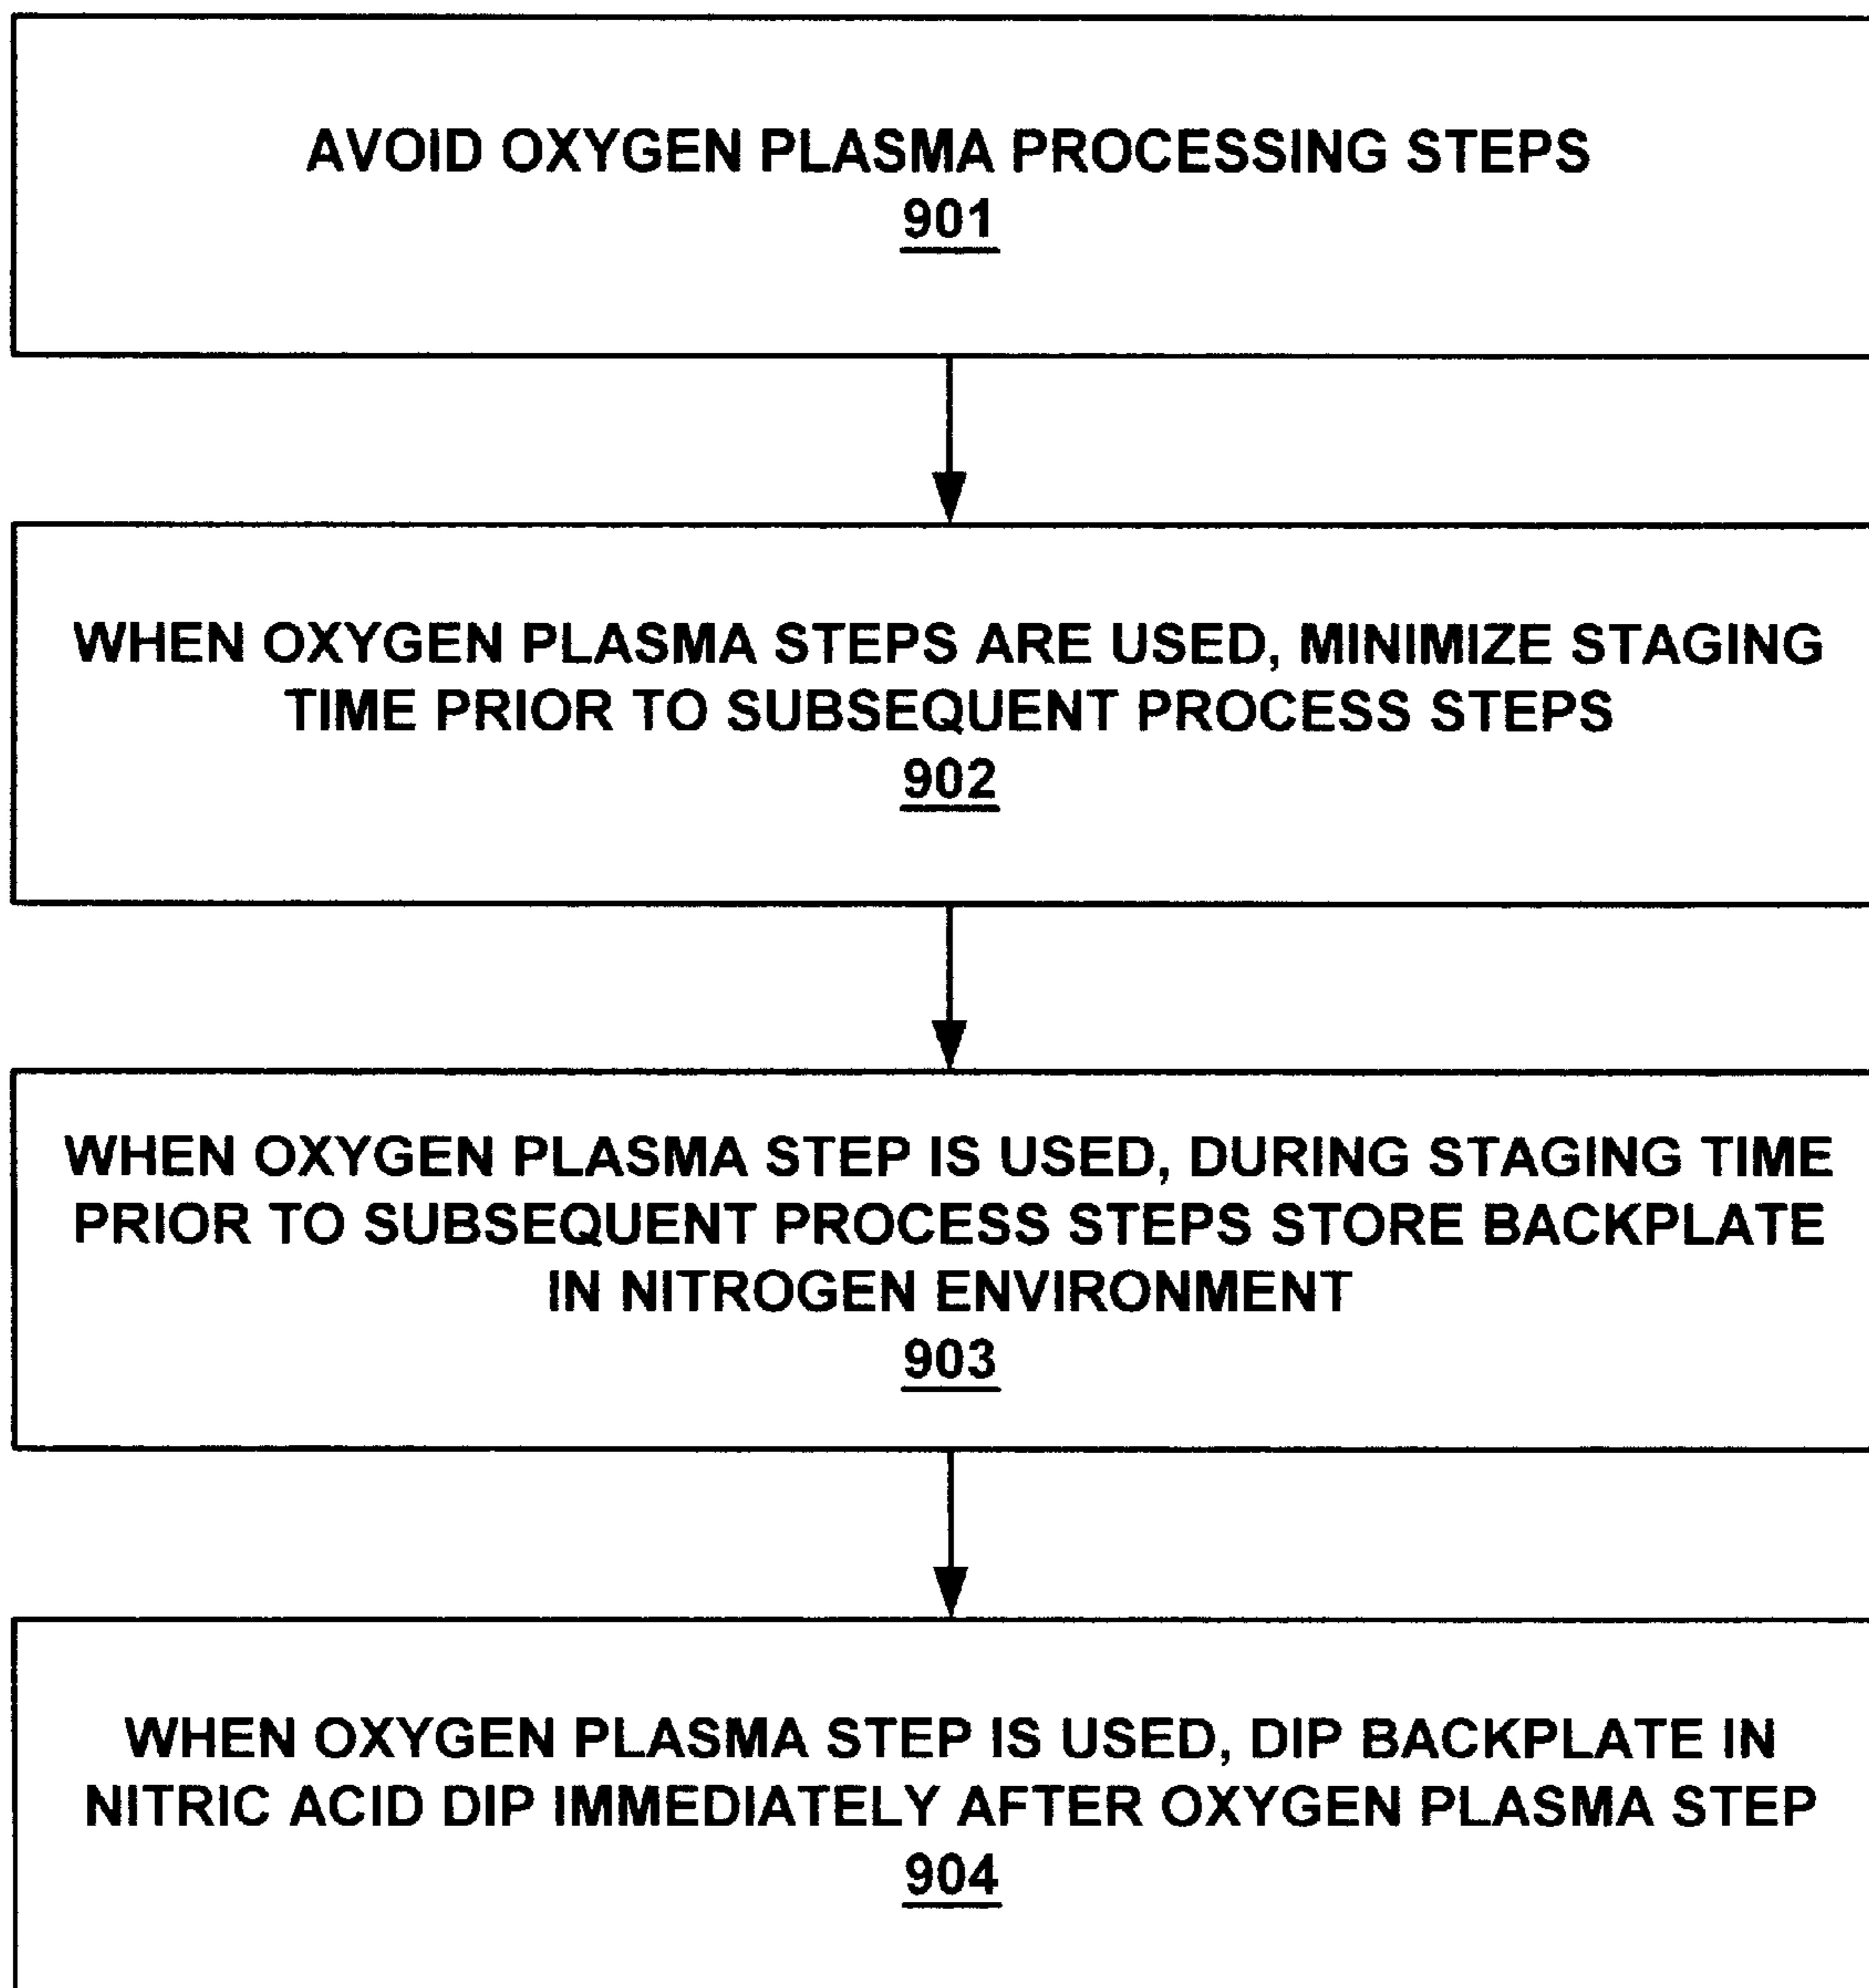 AVOID OXYGEN PLASMA PROCESSING STEPS
901
WHEN OXYGEN PLASMA STEPS ARE USED, MINIMIZE STAGING
TIME PRIOR TO SUBSEQUENT PROCESS STEPS
902
WHEN OXYGEN PLASMA STEP IS USED, DURING STAGING TIME
PRIOR TO SUBSEQUENT PROCESS STEPS STORE BACKPLATE
IN NITROGEN ENVIRONMENT
903
WHEN OXYGEN PLASMA STEP IS USED, DIP BACKPLATE IN
NITRIC ACID DIP IMMEDIATELY AFTER OXYGEN PLASMA STEP
904